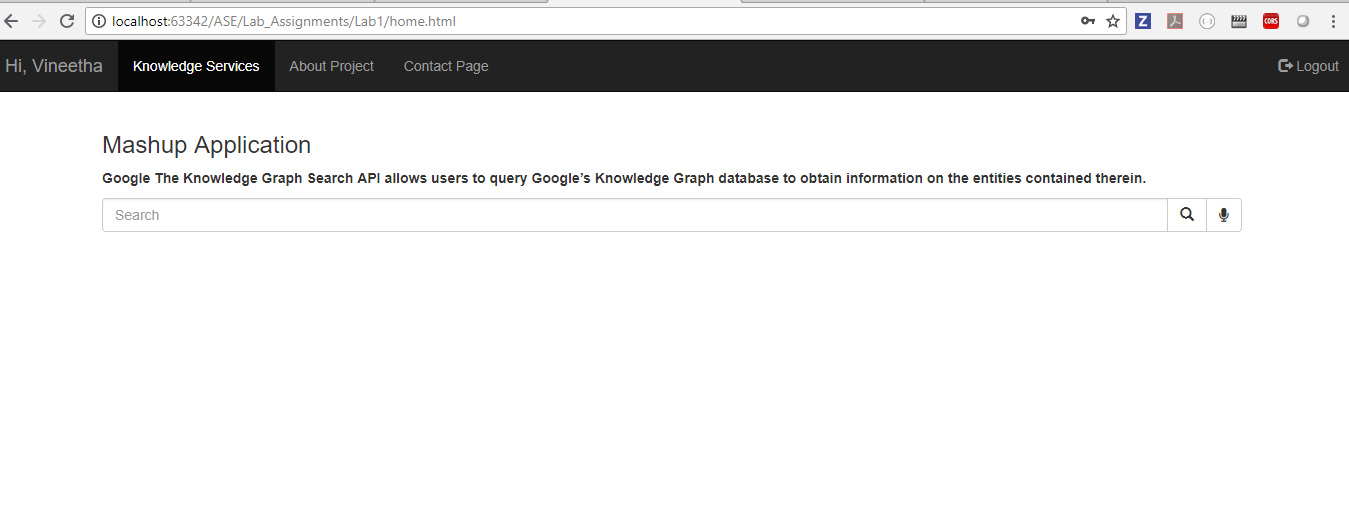 localhost:63342/ASE/Lab_Assignments/Lab1/home.html
Z
CORS
Hi, Vineetha Knowledge Services About Project Contact Page Logout
Mashup Application
Google The Knowledge Graph Search API allows users to query Google’s Knowledge Graph database to obtain information on the entities contained therein.
Search